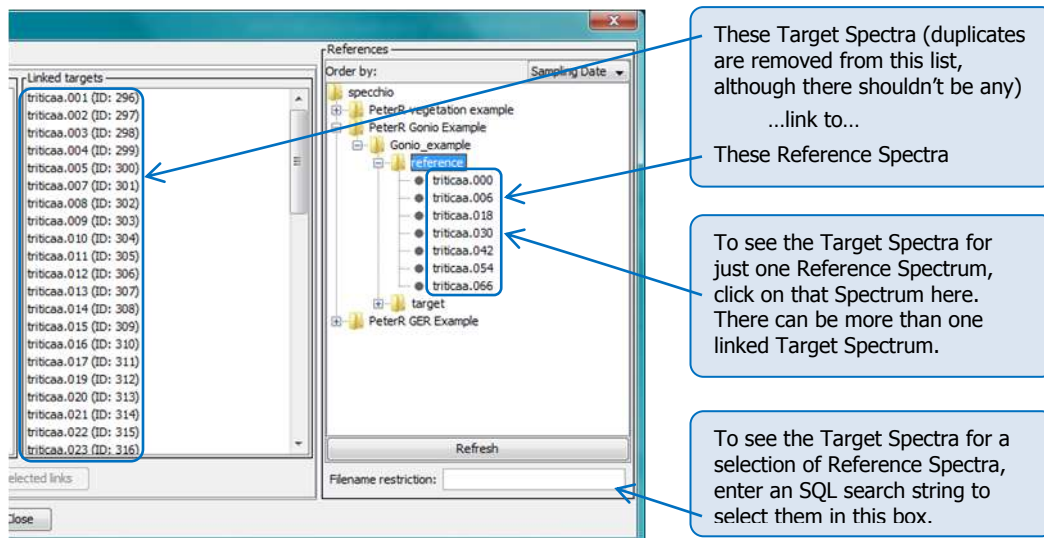 References
Order by:
Sampling Date
Linked targets
triticaa.001 (ID: 296)
triticaa.002 (ID: 297)
triticaa.003 (ID: 298)
triticaa.004 (ID: 299)
triticaa.005 (ID: 300)
triticaa.007 (ID: 301)
triticaa.008 (ID: 302)
triticaa.009 (ID: 303)
triticaa.010 (ID: 304)
triticaa.011 (ID: 305)
triticaa.012 (ID: 306)
triticaa.013 (ID: 307)
triticaa.014 (ID: 308)
triticaa.015 (ID: 309)
triticaa.016 (ID: 310)
triticaa.017 (ID: 311)
triticaa.019 (ID: 312)
triticaa.020 (ID: 313)
triticaa.021 (ID: 314)
triticaa.022 (ID: 315)
triticaa.023 (ID: 316)
elected links
Close
specchio
PeterR vegetation example
PeterR Gonio Example
Gonio_example
reference
triticaa.000
triticaa.006
triticaa.018
triticaa.030
triticaa.042
triticaa.054
triticaa.066
target
PeterR GER Example
Refresh
Filename restriction:
These Target Spectra (duplicates
are removed from this list,
although there shouldn't be any)
...link to...
These Reference Spectra
To see the Target Spectra for
just one Reference Spectrum,
click on that Spectrum here.
There can be more than one
linked Target Spectrum.
To see the Target Spectra for a
selection of Reference Spectra,
enter an SQL search string to
select them in this box.